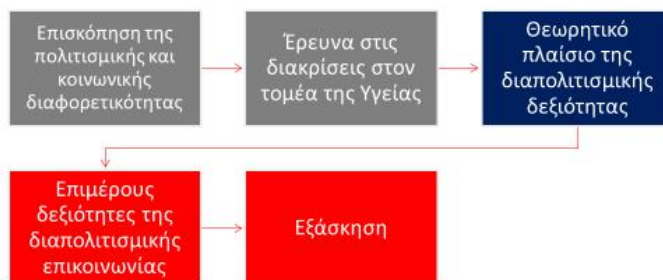 Επισκόπηση της
πολιτισμικής και
κοινωνικής
διαφορετικότητας
Έρευνα στις
διακρίσεις στον
τομέα της Υγείας
Θεωρητικό
πλαίσιο της
διαπολιτισμικής
δεξιότητας
Επιμέρους
δεξιότητες της
διαπολιτισμικής
επικοινωνίας
Εξάσκηση